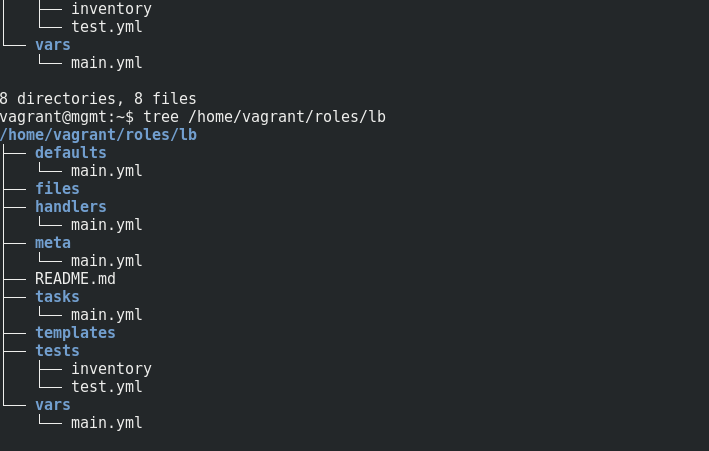 │   ├── inventory
│   └── test.yml
└── vars
    └── main.yml

8 directories, 8 files
vagrant@mgmt:~$ tree /home/vagrant/roles/lb
/home/vagrant/roles/lb
├── defaults
│   └── main.yml
├── files
├── handlers
│   └── main.yml
├── meta
│   └── main.yml
├── README.md
├── tasks
│   └── main.yml
├── templates
├── tests
│   ├── inventory
│   └── test.yml
└── vars
    └── main.yml